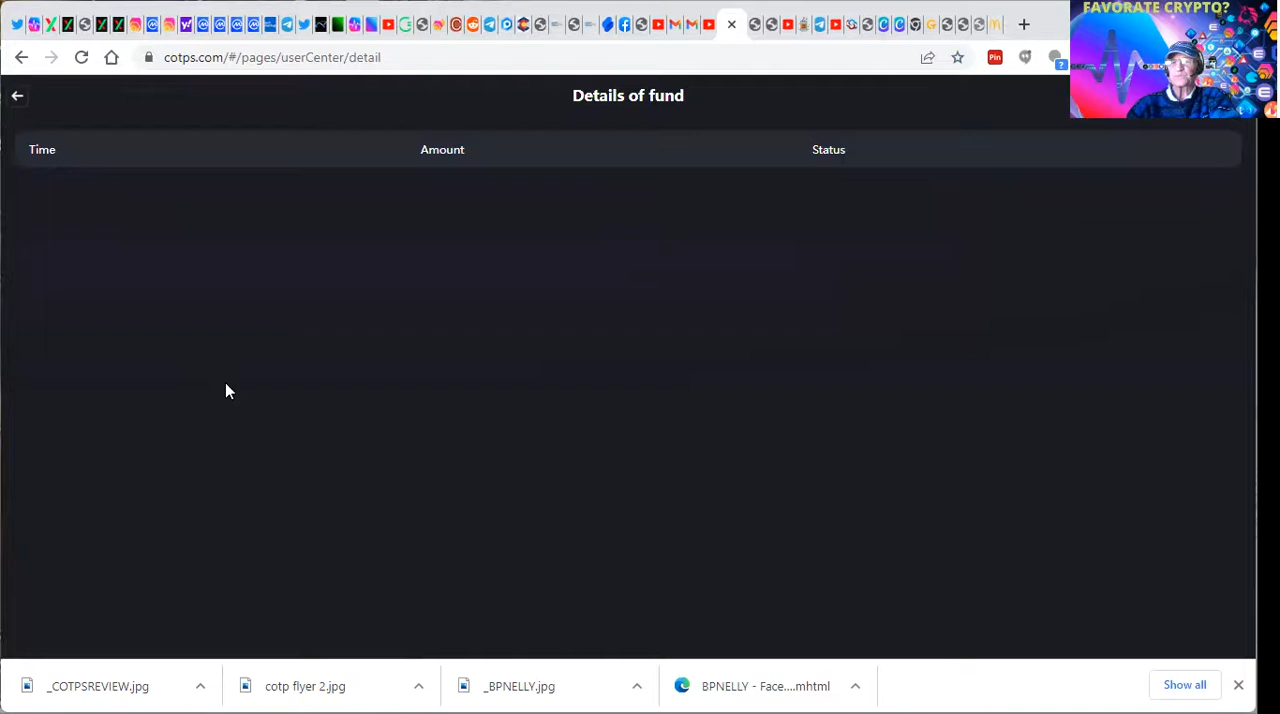 FAVORATE CRYPTO?
cotps.com/#/pages/userCenter/detail
Pin
?
Details of fund
Time Amount Status
_COTPSREVIEW.jpg cotp flyer 2.jpg _BPNELLY.jpg BPNELLY - Face....mhtml Show all